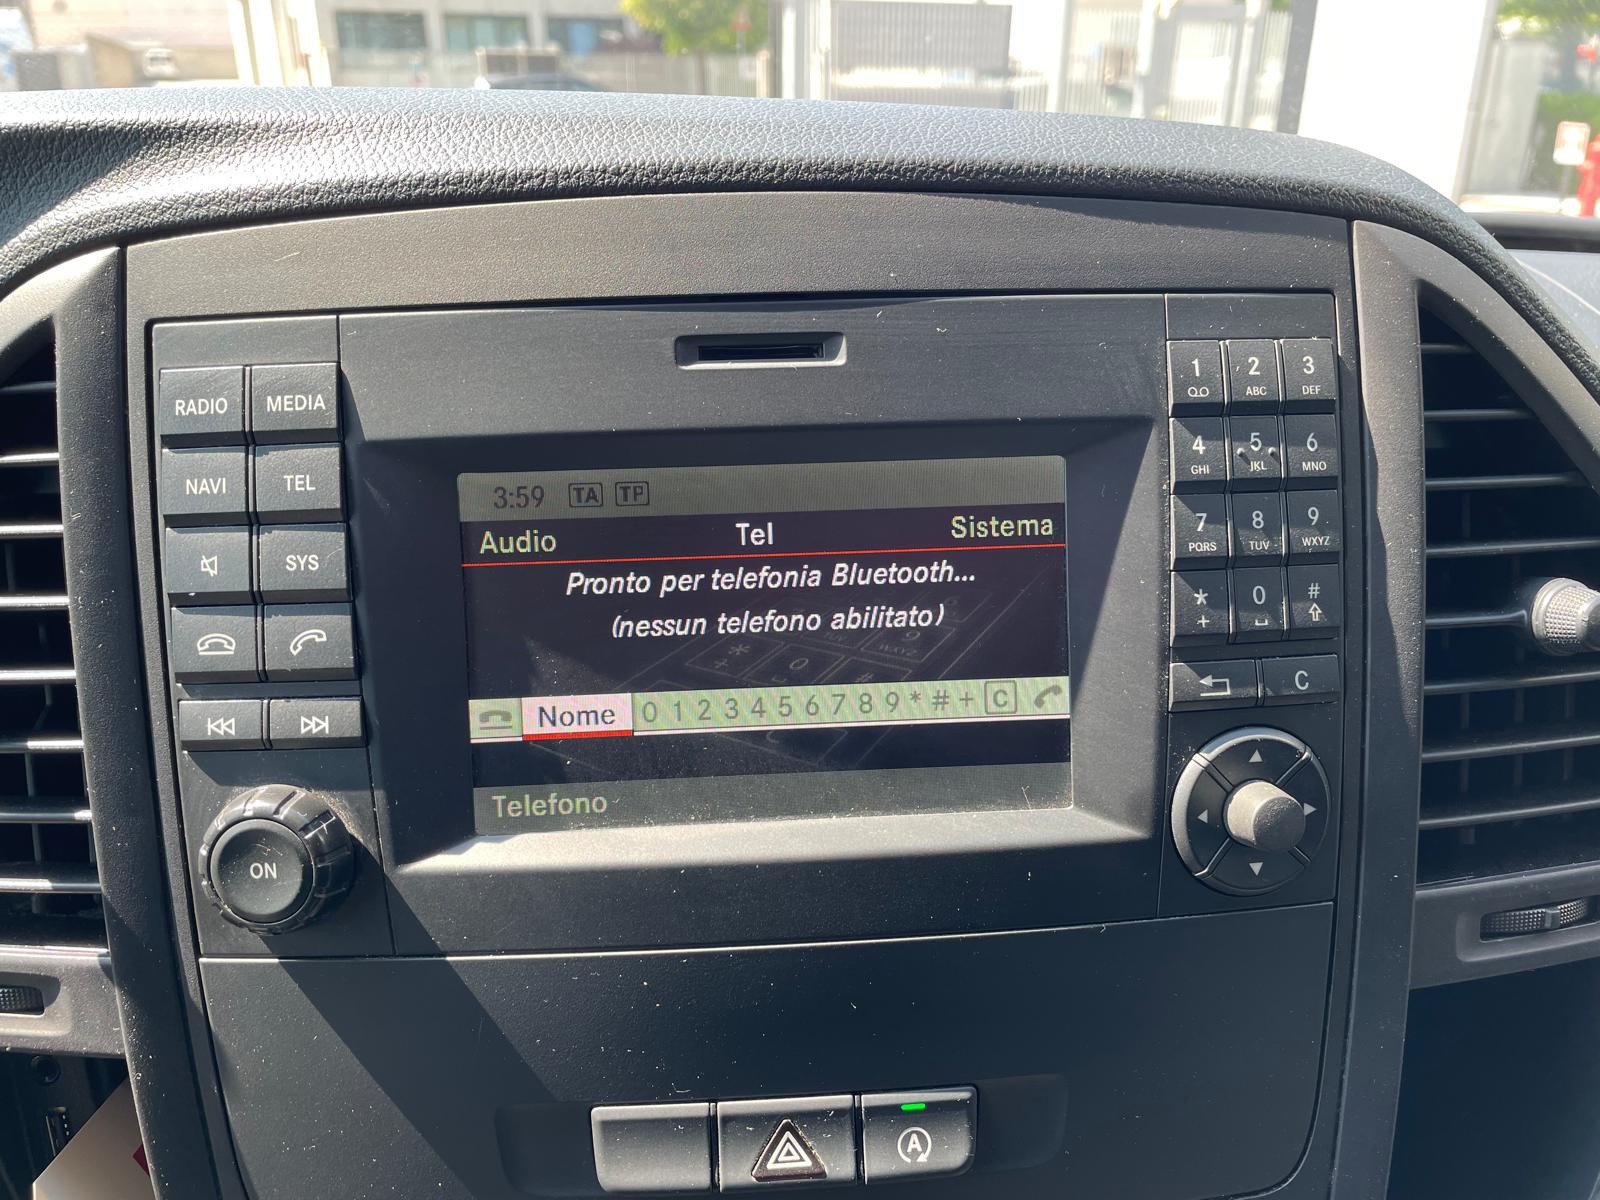 RADIO MEDIA
NAVI TEL
SYS
ON
3:59 TA TP
Audio Tel Sistema
Pronto per telefonia Bluetooth...
(nessun telefono abilitato)
Nome 0 1 2 3 4 5 6 7 8 9 * # + C
Telefono
1 2 ABC 3 DEF
4 GHI 5 JKL 6 MNO
7 PQRS 8 TUV 9 WXYZ
* + 0 #
C
A